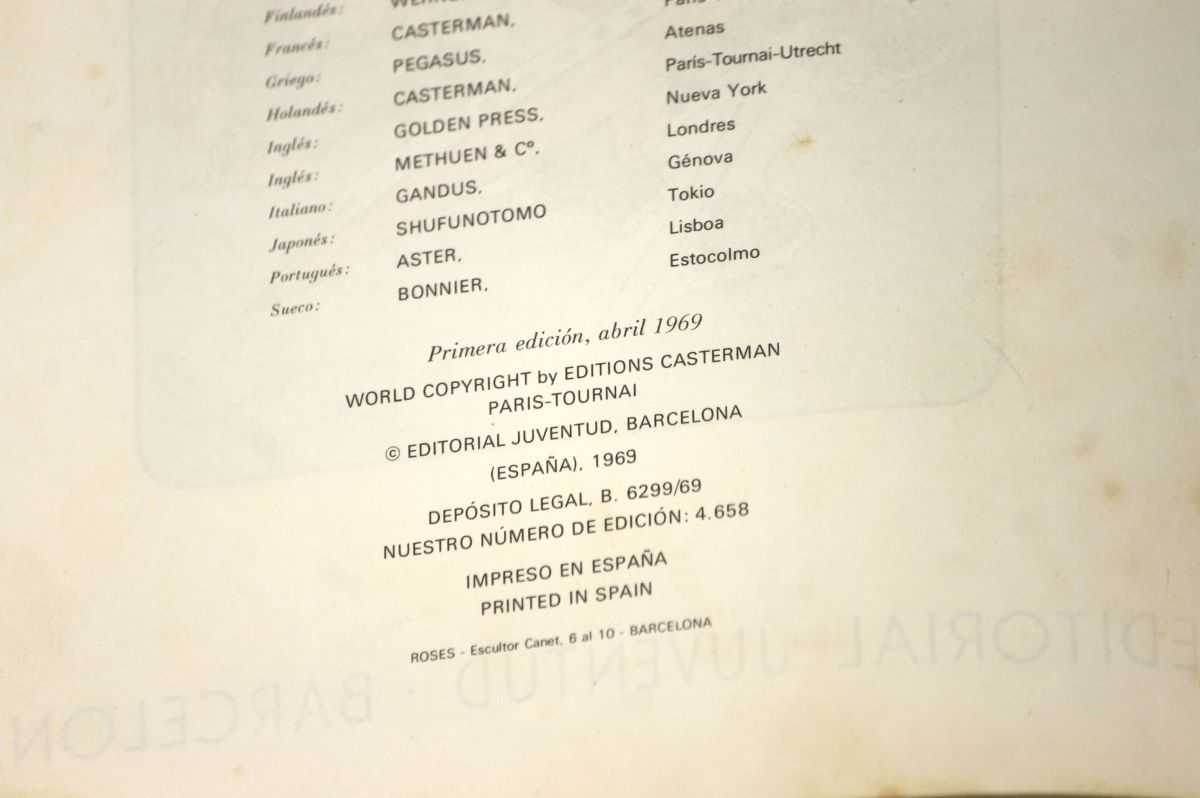 Finlandés:
Francés: CASTERMAN,
Griego: PEGASUS, Atenas
Holandés: CASTERMAN, París-Tournai-Utrecht
Inglés: GOLDEN PRESS, Nueva York
Inglés: METHUEN & Cº, Londres
Italiano: GANDUS, Génova
Japonés: SHUFUNOTOMO Tokio
Portugués: ASTER, Lisboa
Sueco: BONNIER, Estocolmo
Primera edición, abril 1969
WORLD COPYRIGHT by EDITIONS CASTERMAN
PARIS-TOURNAI
© EDITORIAL JUVENTUD, BARCELONA
(ESPAÑA), 1969
DEPÓSITO LEGAL, B. 6299/69
NUESTRO NÚMERO DE EDICIÓN: 4.658
IMPRESO EN ESPAÑA
PRINTED IN SPAIN
ROSES - Escultor Canet, 6 al 10 - BARCELONA
EDITORIAL JUVENTUD · BARCELON